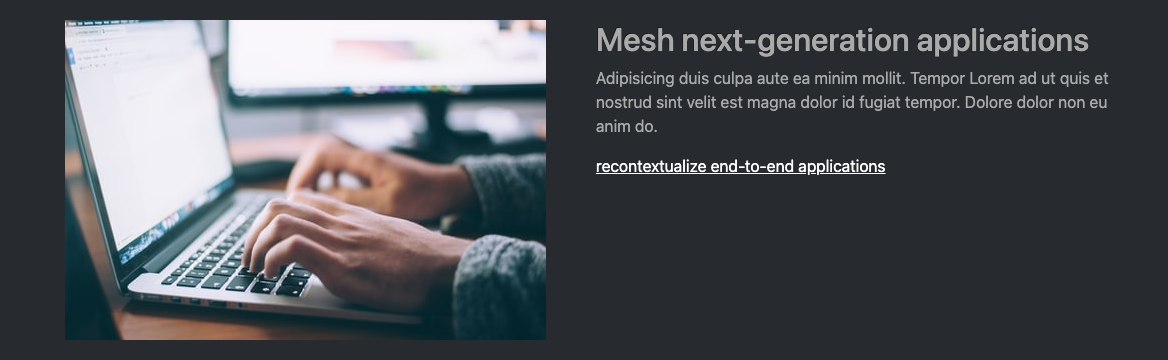 Mesh next-generation applications
Adipisicing duis culpa aute ea minim mollit. Tempor Lorem ad ut quis et
nostrud sint velit est magna dolor id fugiat tempor. Dolore dolor non eu
anim do.
recontextualize end-to-end applications